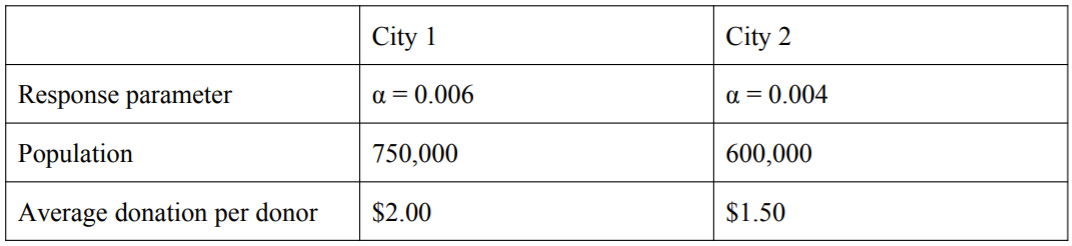 City 1 City 2
Response parameter α = 0.006 α = 0.004
Population 750,000 600,000
Average donation per donor $2.00 $1.50